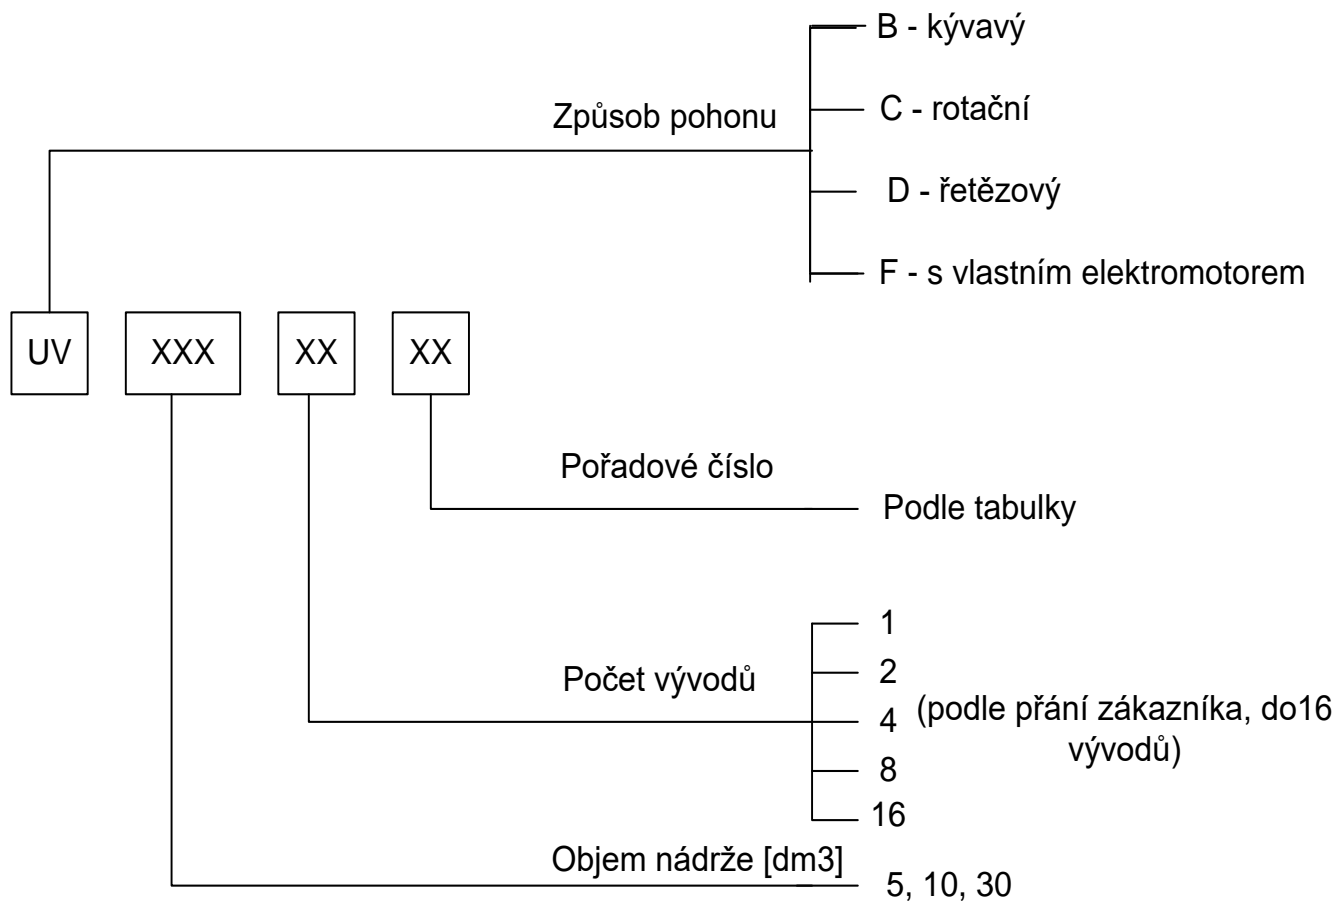 B - kývavý
Způsob pohonu
C - rotační
D - řetězový
F - s vlastním elektromotorem
UV
XXX
XX
XX
Pořadové číslo
Podle tabulky
Počet vývodů
1
2
4
8
16
(podle přání zákazníka, do16
vývodů)
Objem nádrže [dm3]
5, 10, 30